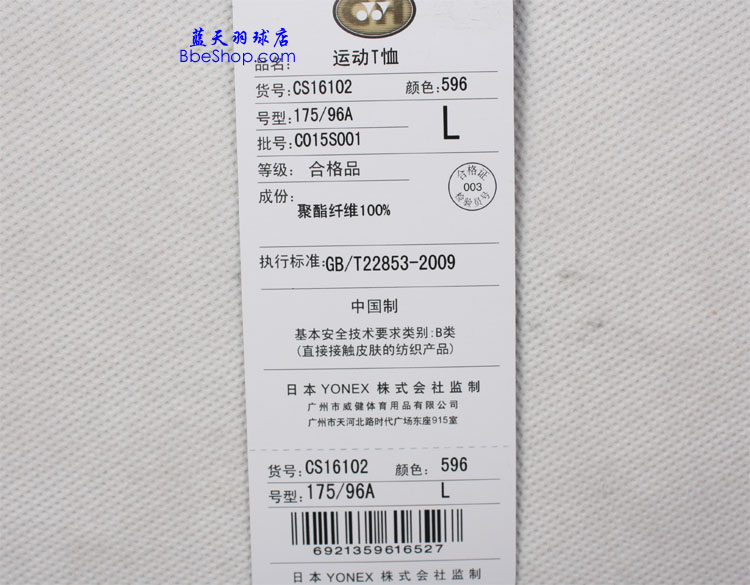 蓝天羽球店
BbeShop.com
品名: 运动T恤
货号:CS16102 颜色:596
号型:175/96A L
批号:C015S001
等级: 合格品
合格证
003
检验员号
成份:
聚酯纤维100%
执行标准:GB/T22853-2009
中国制
基本安全技术要求类别:B类
(直接接触皮肤的纺织产品)
日本YONEX 株式会社监制
广州市威健体育用品有限公司
广州市天河北路时代广场东座915室
货号:CS16102 颜色: 596
号型:175/96A L
6921359616527
日本YONEX 株式会社监制